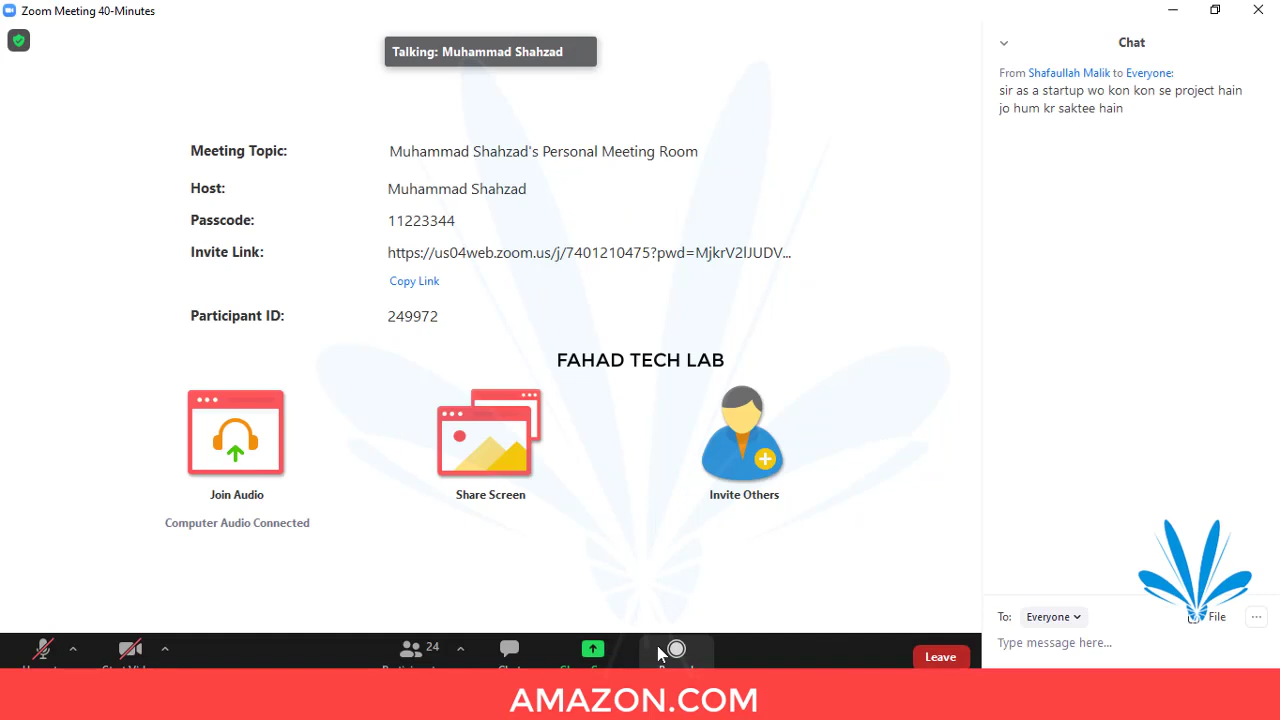 Zoom Meeting 40-Minutes
Talking: Muhammad Shahzad
Meeting Topic: Muhammad Shahzad's Personal Meeting Room
Host: Muhammad Shahzad
Passcode: 11223344
Invite Link: https://us04web.zoom.us/j/7401210475?pwd=MjkrV2lJUDV...
Copy Link
Participant ID: 249972
FAHAD TECH LAB
Join Audio
Share Screen
Invite Others
Computer Audio Connected
24
Leave
Chat
From Shafaullah Malik to Everyone:
sir as a startup wo kon kon se project hain
jo hum kr saktee hain
To: Everyone
File
Type message here...
AMAZON.COM